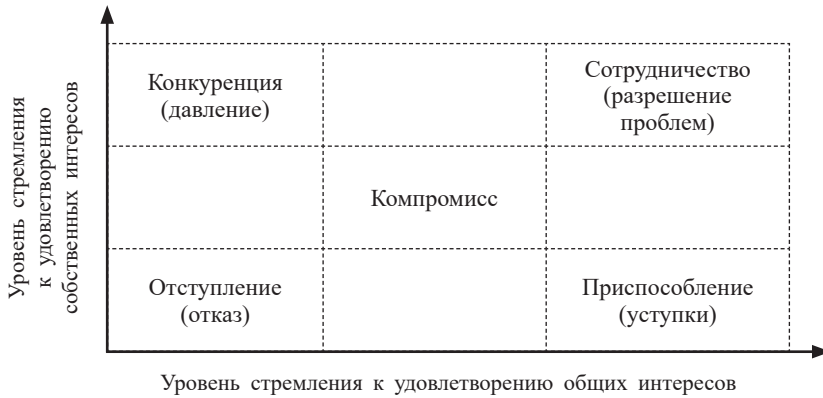 Уровень стремления
к удовлетворению
собственных интересов
Конкуренция
(давление)
Сотрудничество
(разрешение
проблем)
Компромисс
Отступление
(отказ)
Приспособление
(уступки)
Уровень стремления к удовлетворению общих интересов